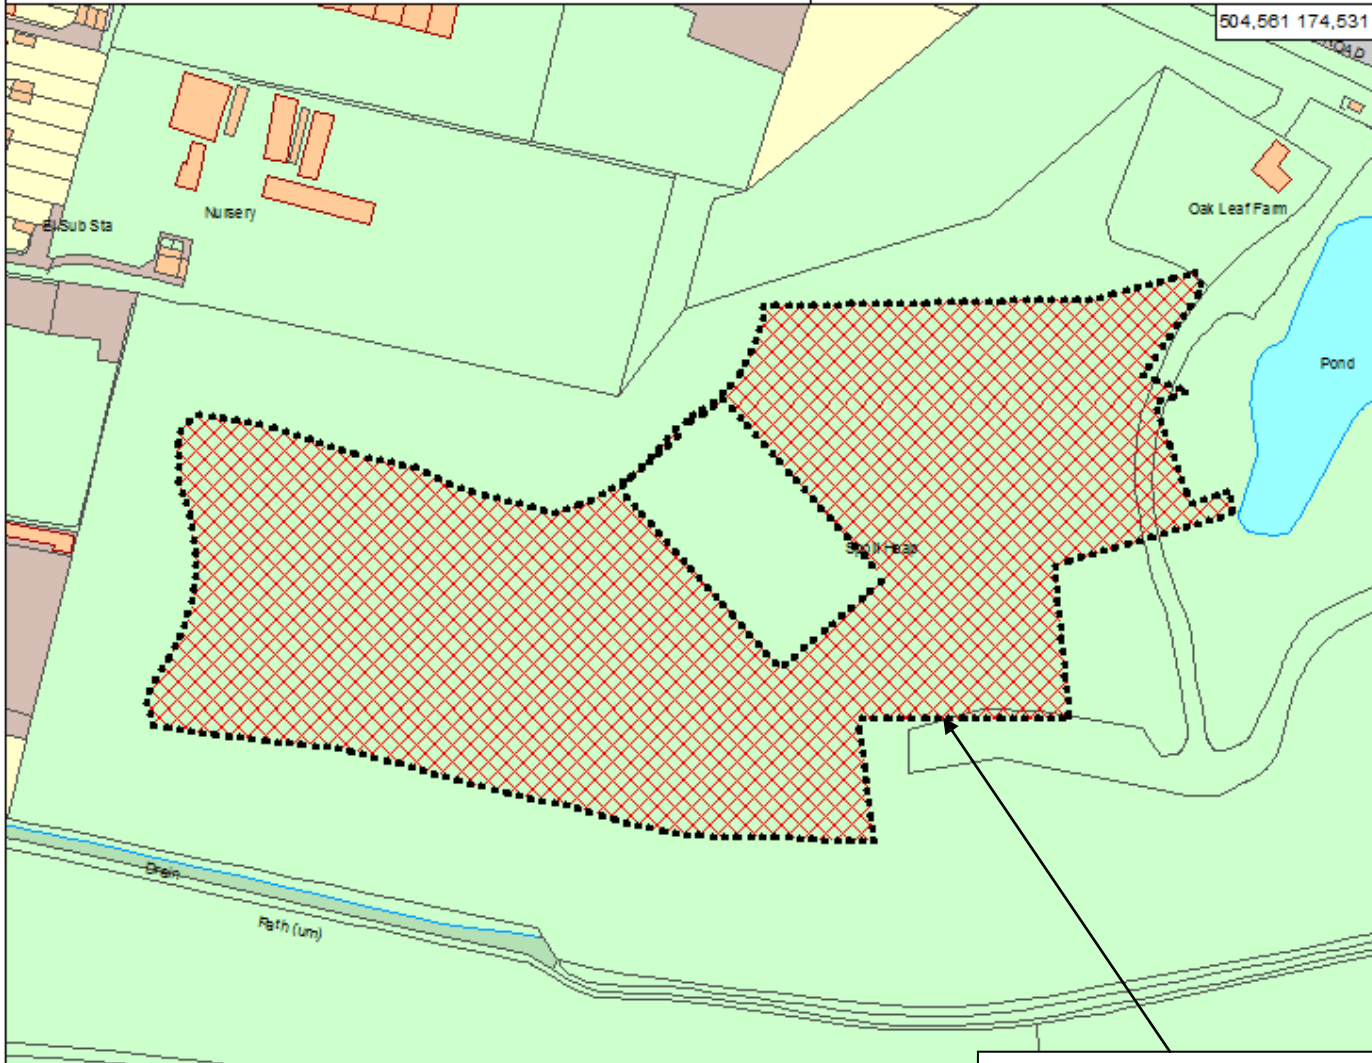 504,561 174,531
Oak Leaf Farm
Nursery
El Sub Sta
Pond
Spoil Heap
Drain
Path (um)